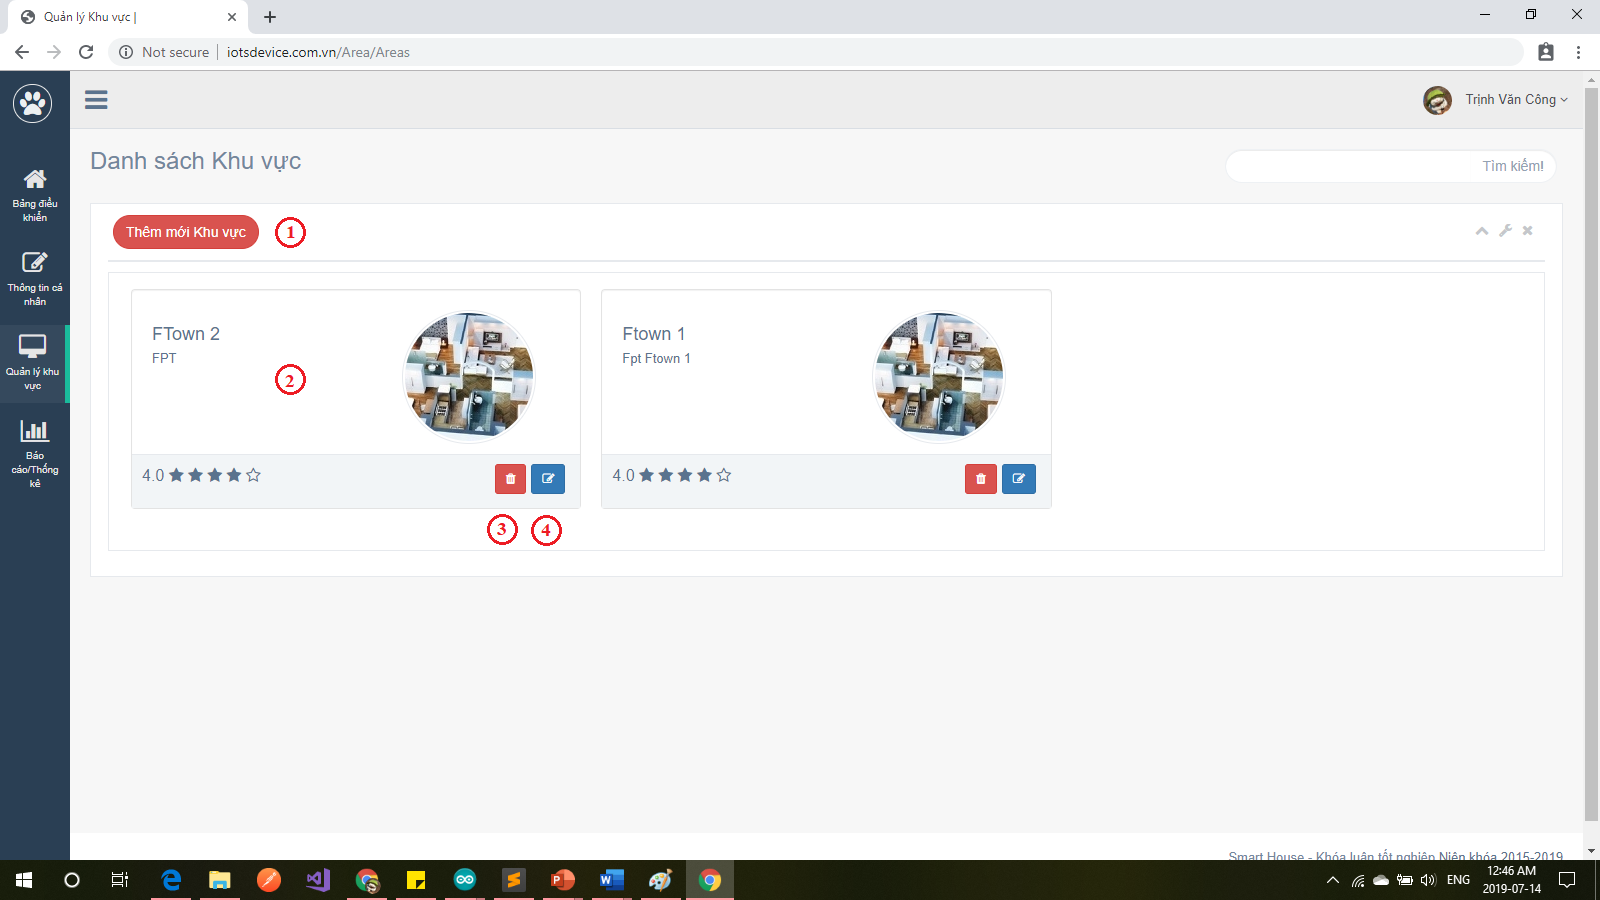 Quản lý Khu vực |
Not secure
iotsdevice.com.vn/Area/Areas
Trịnh Văn Công
Bảng điều
khiển
Thông tin cá
nhân
Quản lý khu
vực
Báo
cáo/Thống
kê
Danh sách Khu vực
Tìm kiếm!
Thêm mới Khu vực
1
FTown 2
FPT
2
4.0
3
4
Ftown 1
Fpt Ftown 1
4.0
Smart House - Khóa luận tốt nghiệp Niên khóa 2015-2019
ENG
12:46 AM
2019-07-14